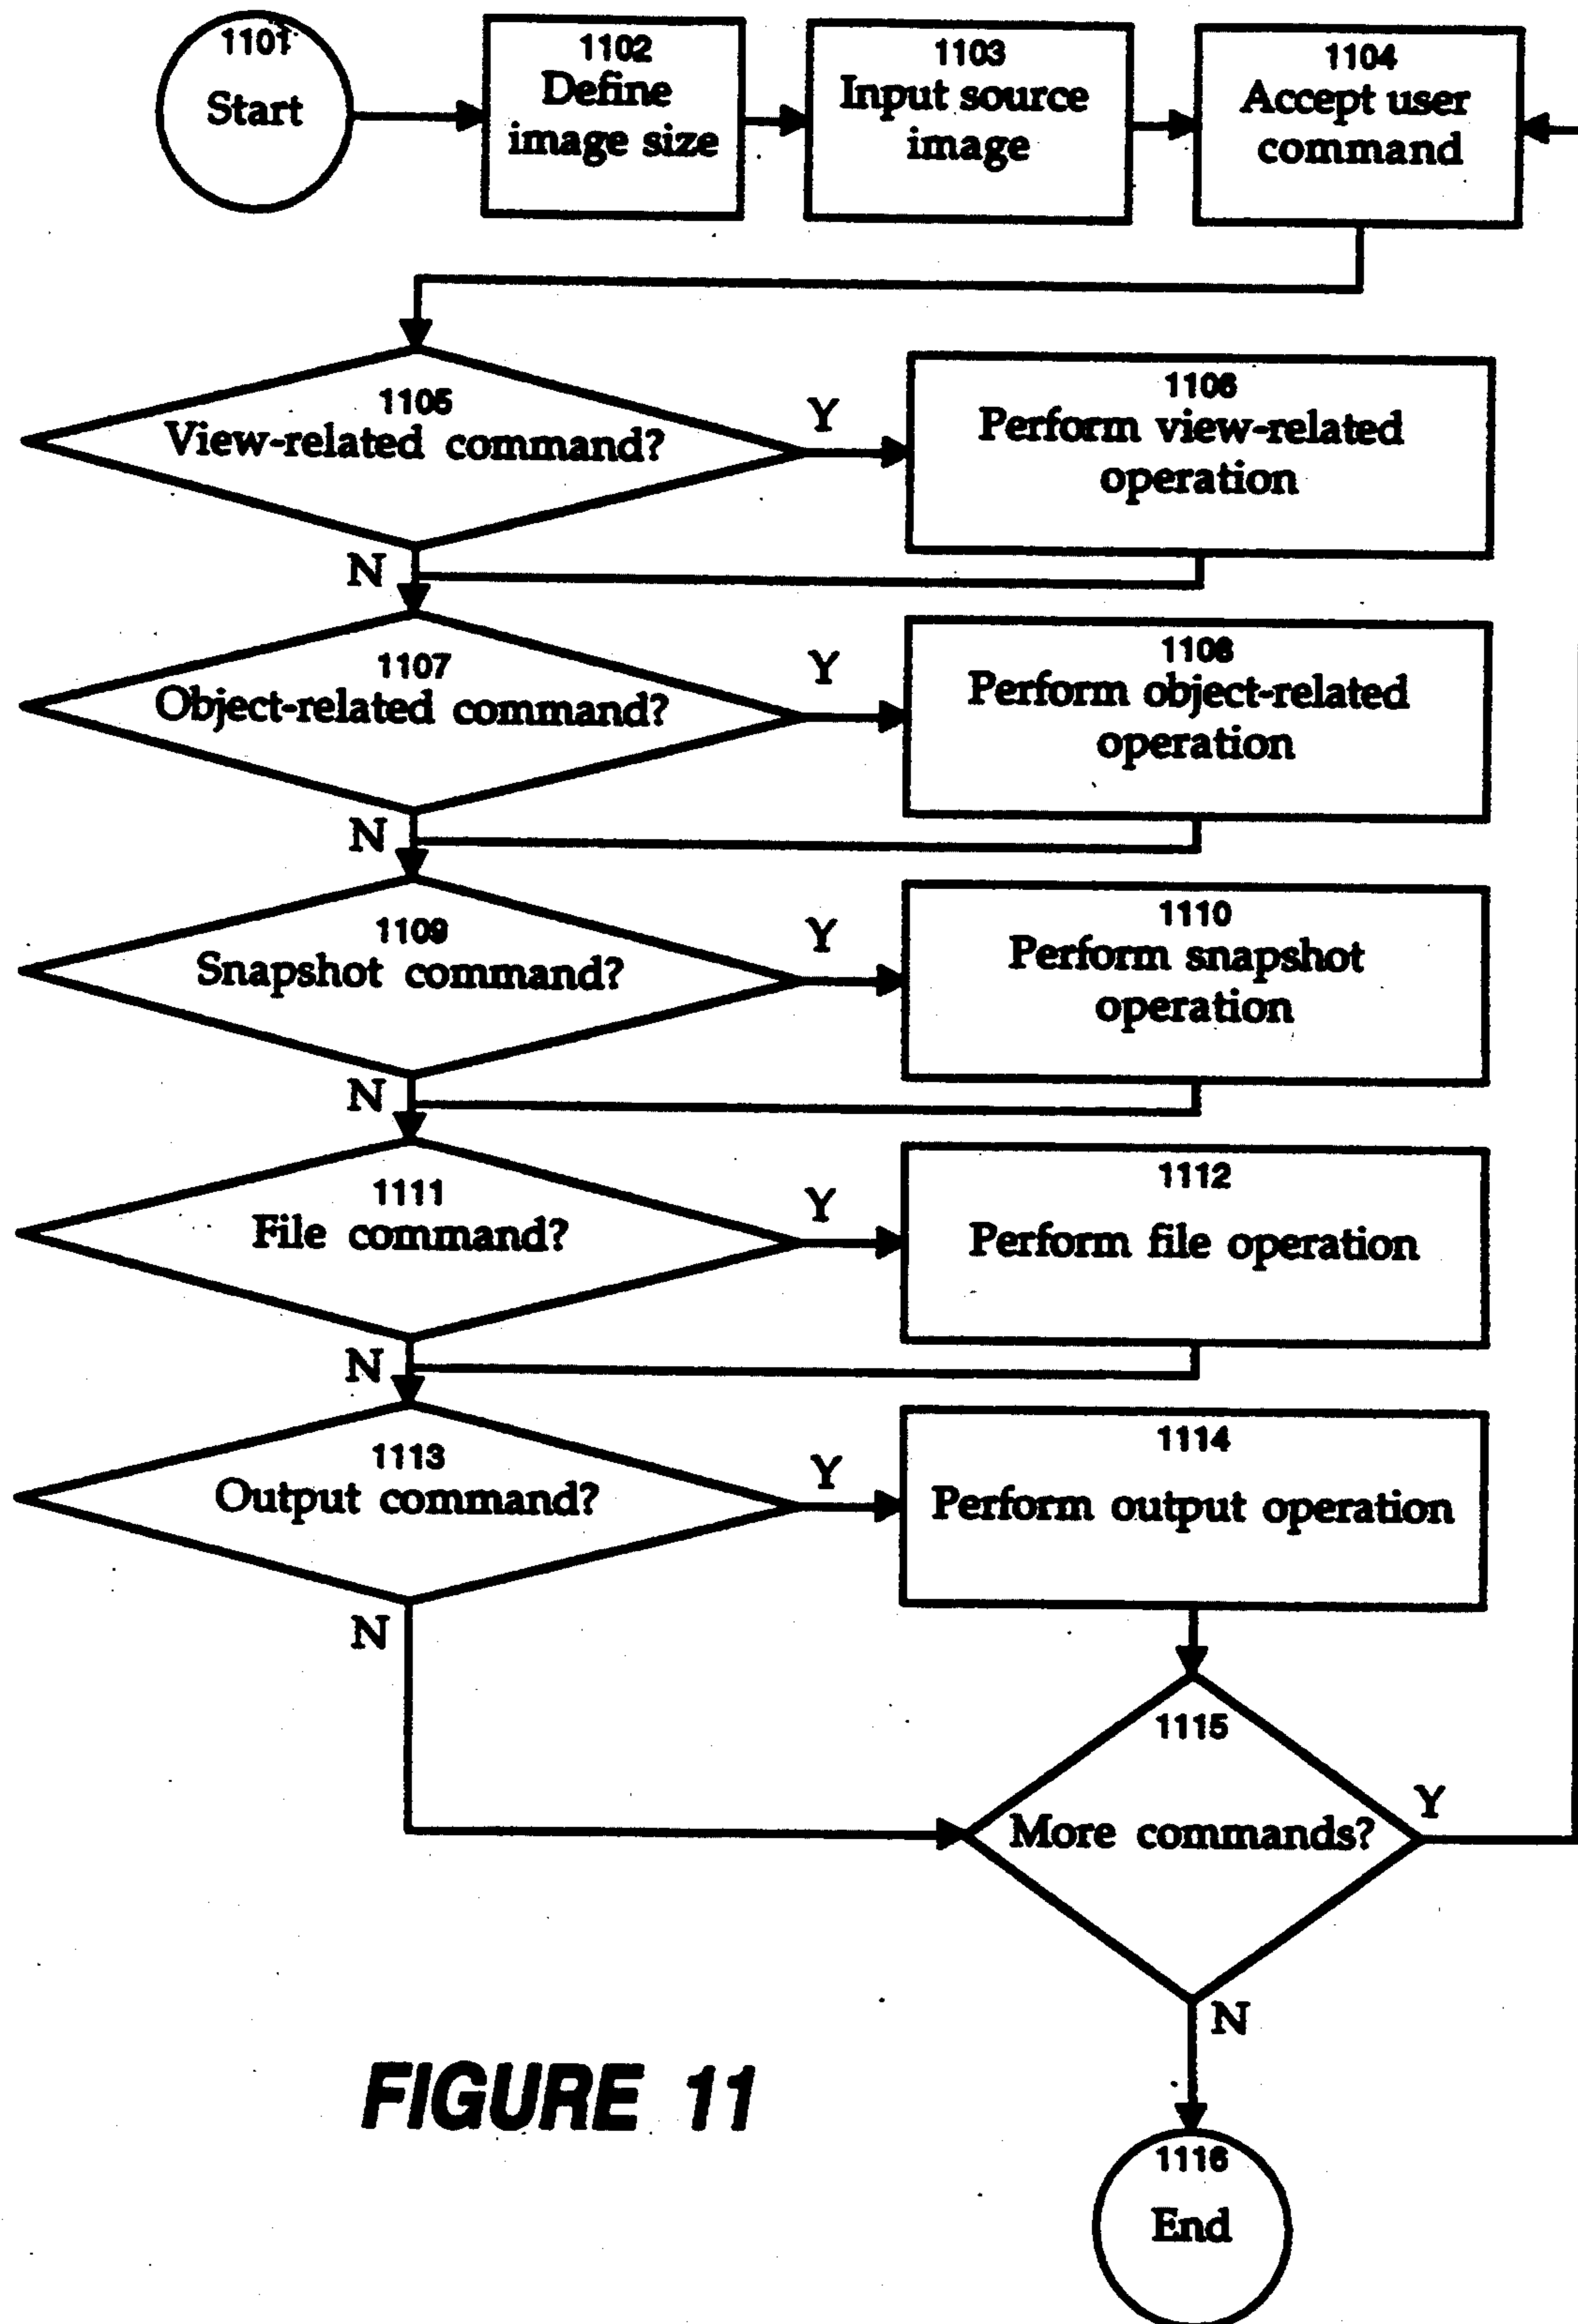 1101
Start
1102
Define
image size
1103
Input source
image
1104
Accept user
command
1105
View-related command?
Y
1106
Perform view-related
operation
N
1107
Object-related command?
Y
1108
Perform object-related
operation
N
1109
Snapshot command?
Y
1110
Perform snapshot
operation
N
1111
File command?
Y
1112
Perform file operation
N
1113
Output command?
Y
1114
Perform output operation
N
1115
More commands?
Y
N
FIGURE 11
1116
End